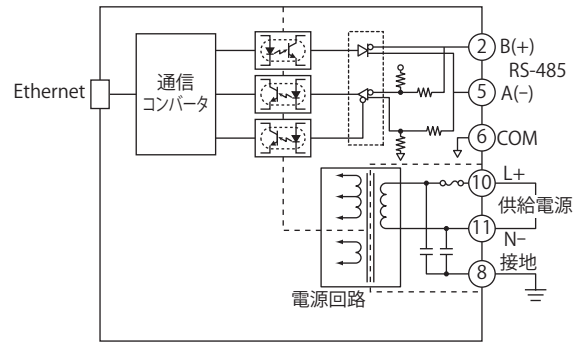 Ethernet
通信
コンバータ
2 B(+)
RS-485
5 A(−)
6 COM
10 L+
供給電源
11 N−
8 接地
電源回路